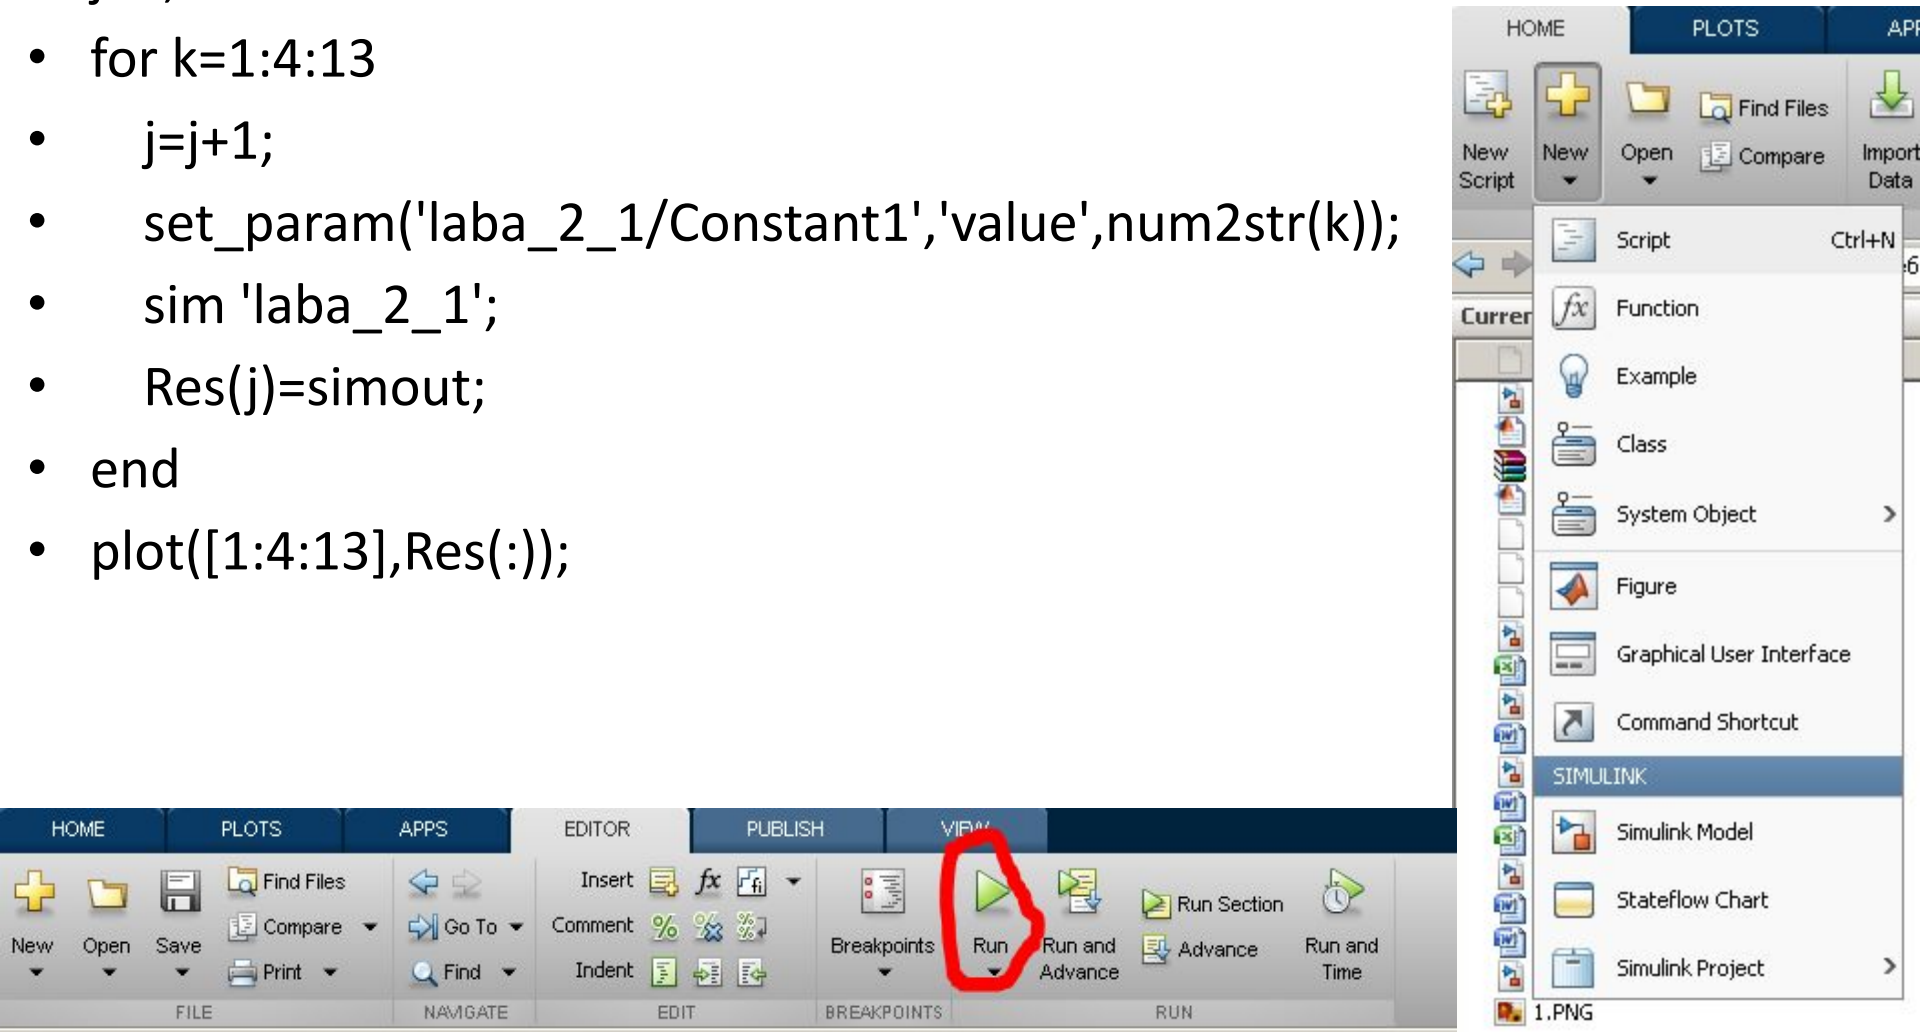 • for k=1:4:13
• j=j+1;
• set_param('laba_2_1/Constant1','value',num2str(k));
• sim 'laba_2_1';
• Res(j)=simout;
• end
• plot([1:4:13],Res(:));
HOME PLOTS
New Script
New
Open
Find Files
Compare
Import Data
Script Ctrl+N
Function
Example
Class
System Object
Figure
Graphical User Interface
Command Shortcut
SIMULINK
Simulink Model
Stateflow Chart
Simulink Project
1.PNG
HOME PLOTS APPS EDITOR PUBLISH VIEW
New
Open
Save
Find Files
Compare
Print
Go To
Find
Insert
Comment
Indent
Breakpoints
Run
Run and Advance
Run Section
Advance
Run and Time
FILE NAVIGATE EDIT BREAKPOINTS RUN